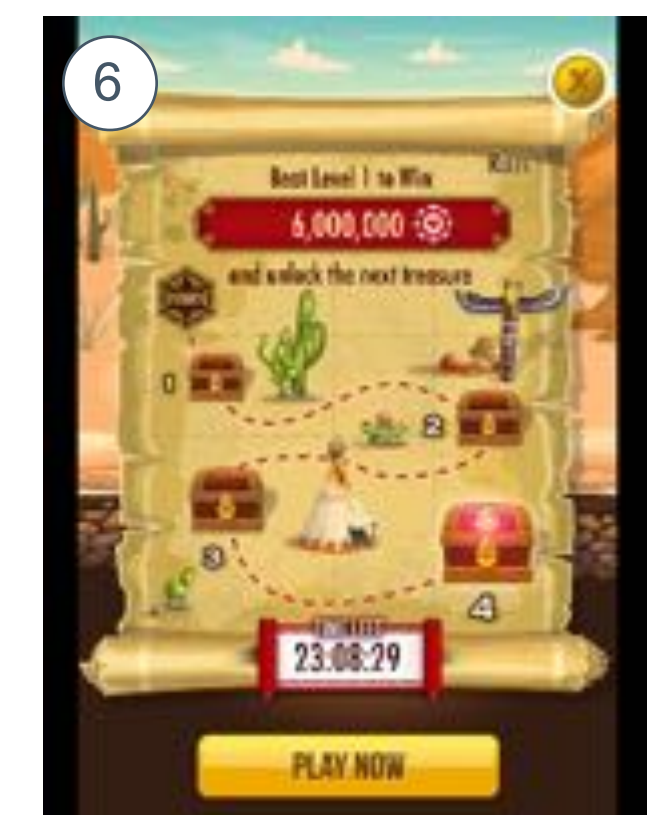 6
X
Beat Level 1 to Win
6,000,000
and unlock the next treasure
1
2
3
4
23:08:29
PLAY NOW